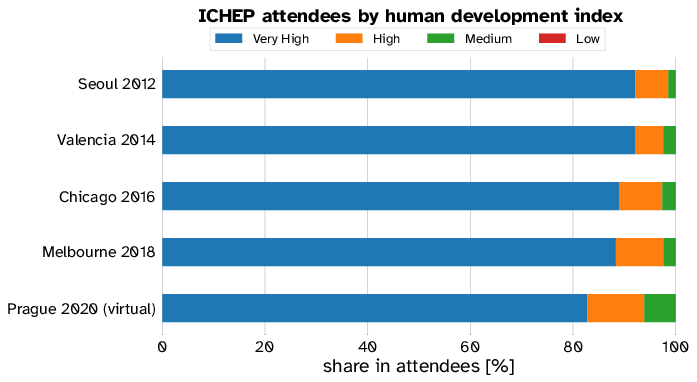 ICHEP attendees by human development index
Very High High Medium Low
Seoul 2012
Valencia 2014
Chicago 2016
Melbourne 2018
Prague 2020 (virtual)
0 20 40 60 80 100
share in attendees [%]